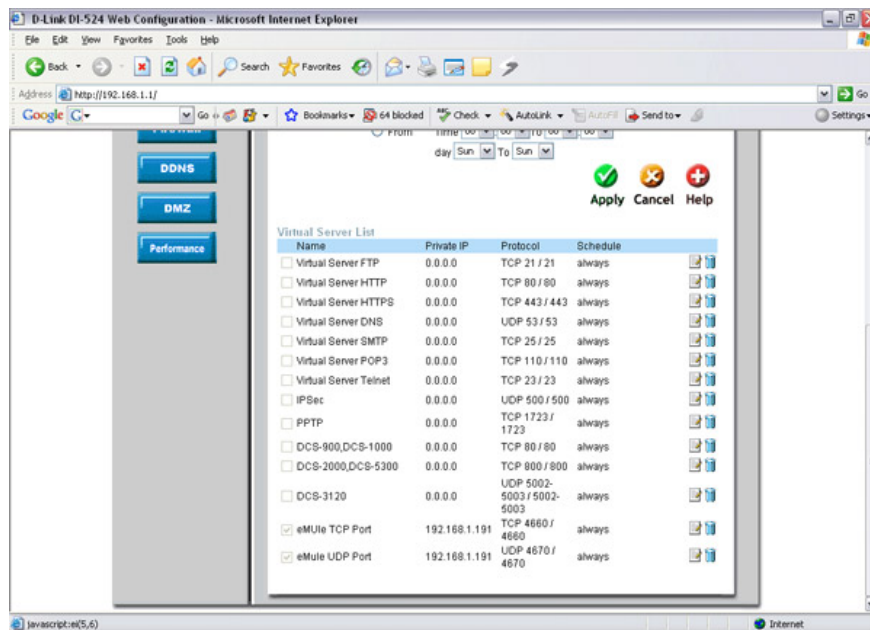 D-Link DI-524 Web Configuration - Microsoft Internet Explorer
File Edit View Favorites Tools Help
Back Search Favorites
Address http://192.168.1.1/ Go
Google G Go Bookmarks 64 blocked Check AutoLink AutoFill Send to Settings
From Time 00 00 To 00 00
day Sun To Sun
DDNS
DMZ
Performance
Apply Cancel Help
Virtual Server List
Name Private IP Protocol Schedule
Virtual Server FTP 0.0.0.0 TCP 21 / 21 always
Virtual Server HTTP 0.0.0.0 TCP 80 / 80 always
Virtual Server HTTPS 0.0.0.0 TCP 443 / 443 always
Virtual Server DNS 0.0.0.0 UDP 53 / 53 always
Virtual Server SMTP 0.0.0.0 TCP 25 / 25 always
Virtual Server POP3 0.0.0.0 TCP 110 / 110 always
Virtual Server Telnet 0.0.0.0 TCP 23 / 23 always
IPSec 0.0.0.0 UDP 500 / 500 always
PPTP 0.0.0.0 TCP 1723 / 1723 always
DCS-900,DCS-1000 0.0.0.0 TCP 80 / 80 always
DCS-2000,DCS-5300 0.0.0.0 TCP 800 / 800 always
DCS-3120 0.0.0.0 UDP 5002-5003 / 5002-5003 always
eMUle TCP Port 192.168.1.191 TCP 4660 / 4660 always
eMule UDP Port 192.168.1.191 UDP 4670 / 4670 always
javascript:ei(5,6) Internet